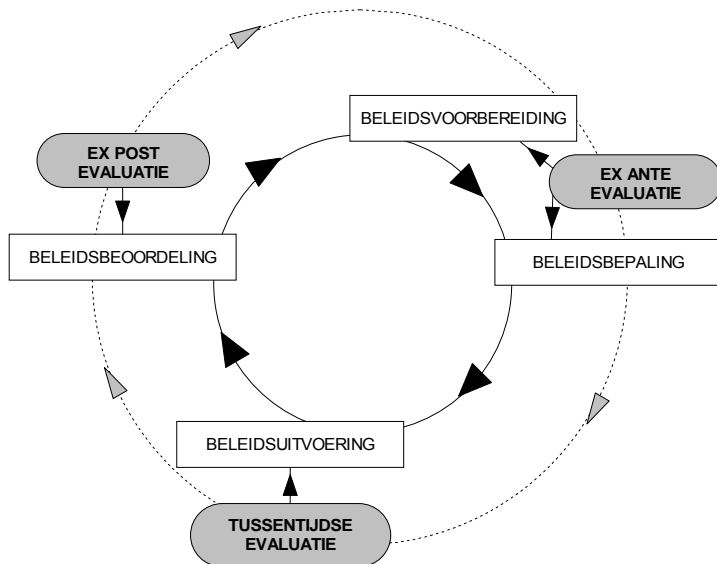 BELEIDSVOORBEREIDING
EX POST
EVALUATIE
EX ANTE
EVALUATIE
BELEIDSBEOORDELING
BELEIDSBEPALING
BELEIDSUITVOERING
TUSSENTIJDSE
EVALUATIE